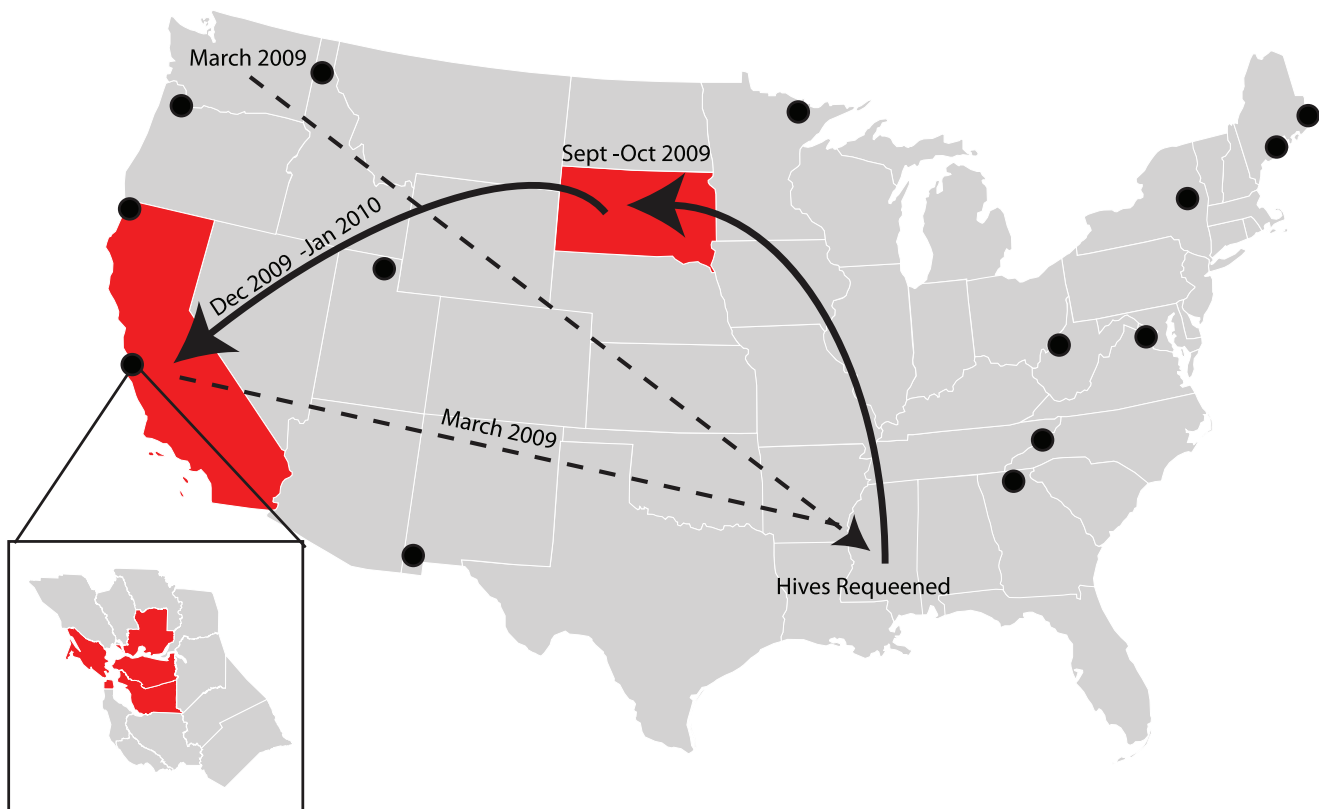 March 2009
Sept -Oct 2009
Dec 2009 -Jan 2010
March 2009
Hives Requeened